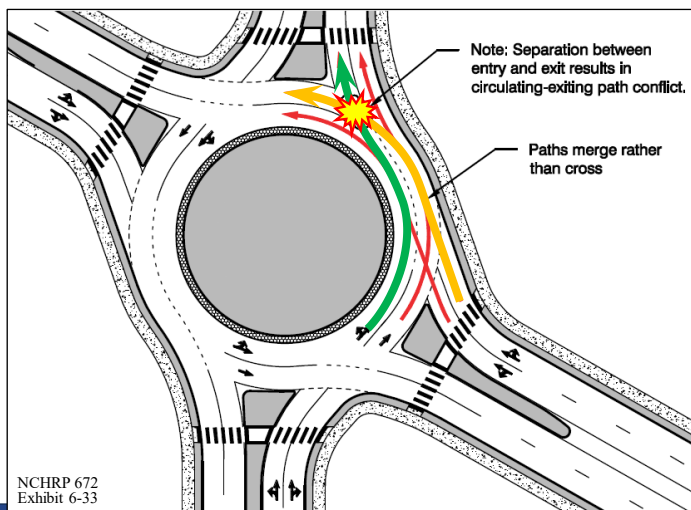 Note: Separation between
entry and exit results in
circulating-exiting path conflict.
Paths merge rather
than cross
NCHRP 672
Exhibit 6-33